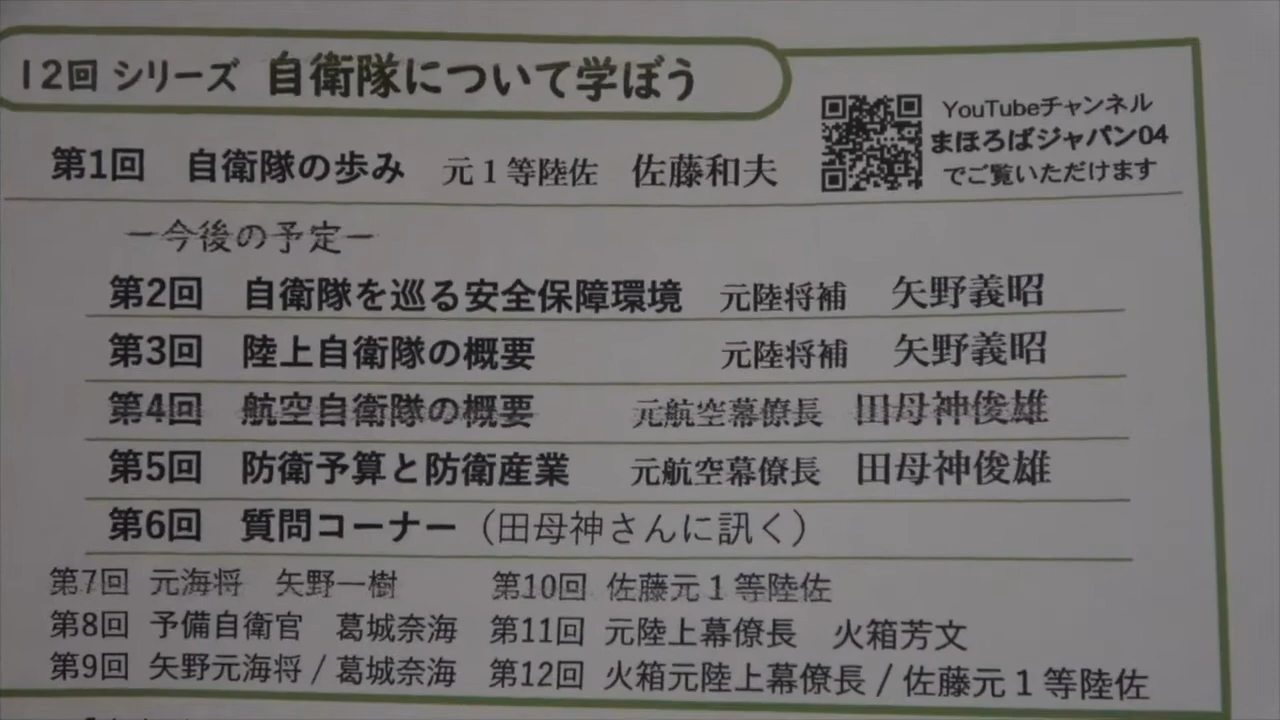 12回 シリーズ 自衛隊について学ぼう
YouTubeチャンネル
まほろばジャパン04
でご覧いただけます
第1回 自衛隊の歩み 元1等陸佐 佐藤和夫
ー今後の予定ー
第2回 自衛隊を巡る安全保障環境 元陸将補 矢野義昭
第3回 陸上自衛隊の概要 元陸将補 矢野義昭
第4回 航空自衛隊の概要 元航空幕僚長 田母神俊雄
第5回 防衛予算と防衛産業 元航空幕僚長 田母神俊雄
第6回 質問コーナー（田母神さんに訊く）
第7回 元海将 矢野一樹 第10回 佐藤元1等陸佐
第8回 予備自衛官 葛城奈海 第11回 元陸上幕僚長 火箱芳文
第9回 矢野元海将 / 葛城奈海 第12回 火箱元陸上幕僚長 / 佐藤元1等陸佐